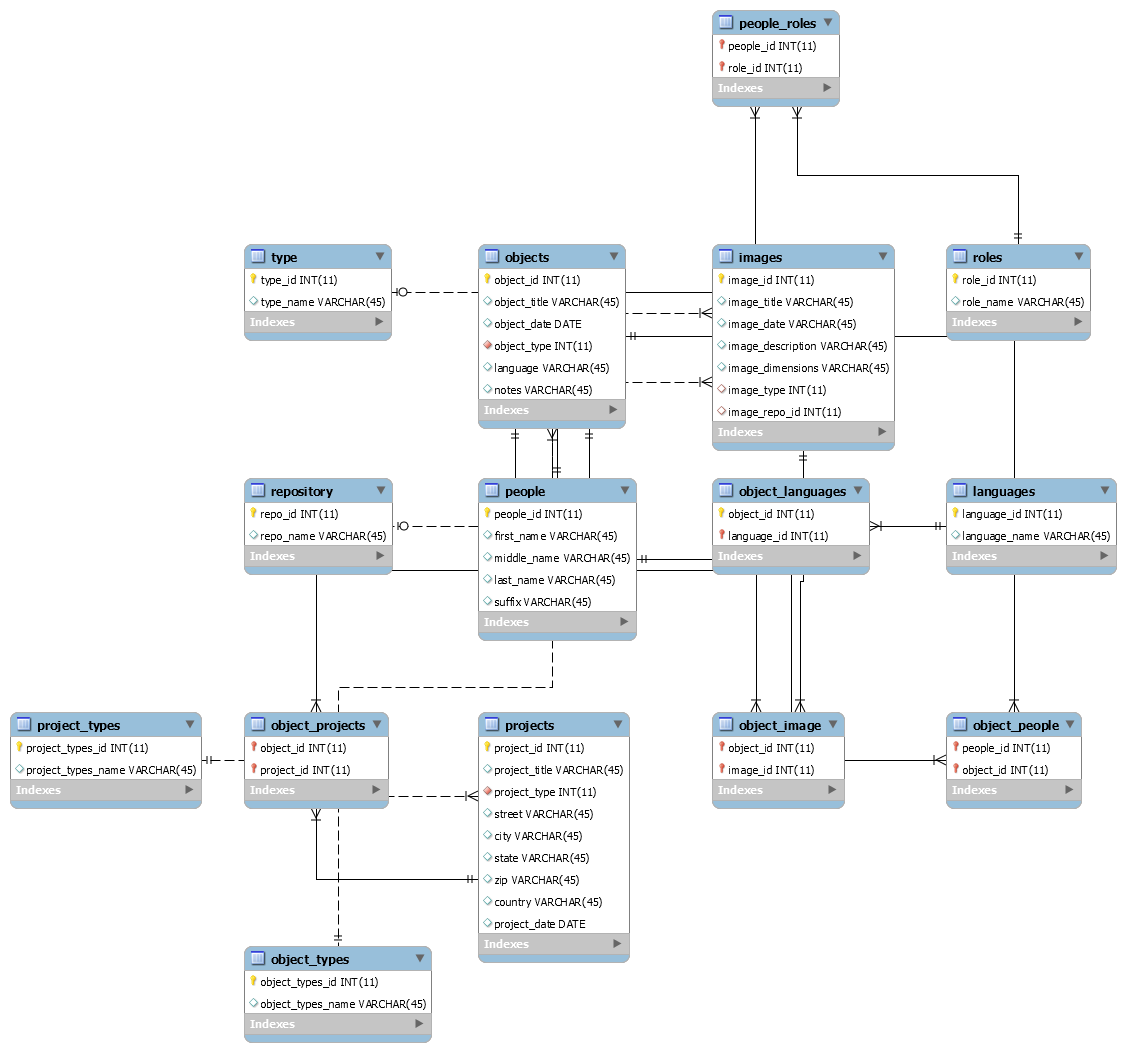 people_roles
people_id INT(11)
role_id INT(11)
Indexes
type
type_id INT(11)
type_name VARCHAR(45)
Indexes
objects
object_id INT(11)
object_title VARCHAR(45)
object_date DATE
object_type INT(11)
language VARCHAR(45)
notes VARCHAR(45)
Indexes
images
image_id INT(11)
image_title VARCHAR(45)
image_date VARCHAR(45)
image_description VARCHAR(45)
image_dimensions VARCHAR(45)
image_type INT(11)
image_repo_id INT(11)
Indexes
roles
role_id INT(11)
role_name VARCHAR(45)
Indexes
repository
repo_id INT(11)
repo_name VARCHAR(45)
Indexes
people
people_id INT(11)
first_name VARCHAR(45)
middle_name VARCHAR(45)
last_name VARCHAR(45)
suffix VARCHAR(45)
Indexes
object_languages
object_id INT(11)
language_id INT(11)
Indexes
languages
language_id INT(11)
language_name VARCHAR(45)
Indexes
project_types
project_types_id INT(11)
project_types_name VARCHAR(45)
Indexes
object_projects
object_id INT(11)
project_id INT(11)
Indexes
projects
project_id INT(11)
project_title VARCHAR(45)
project_type INT(11)
street VARCHAR(45)
city VARCHAR(45)
state VARCHAR(45)
zip VARCHAR(45)
country VARCHAR(45)
project_date DATE
Indexes
object_image
object_id INT(11)
image_id INT(11)
Indexes
object_people
people_id INT(11)
object_id INT(11)
Indexes
object_types
object_types_id INT(11)
object_types_name VARCHAR(45)
Indexes